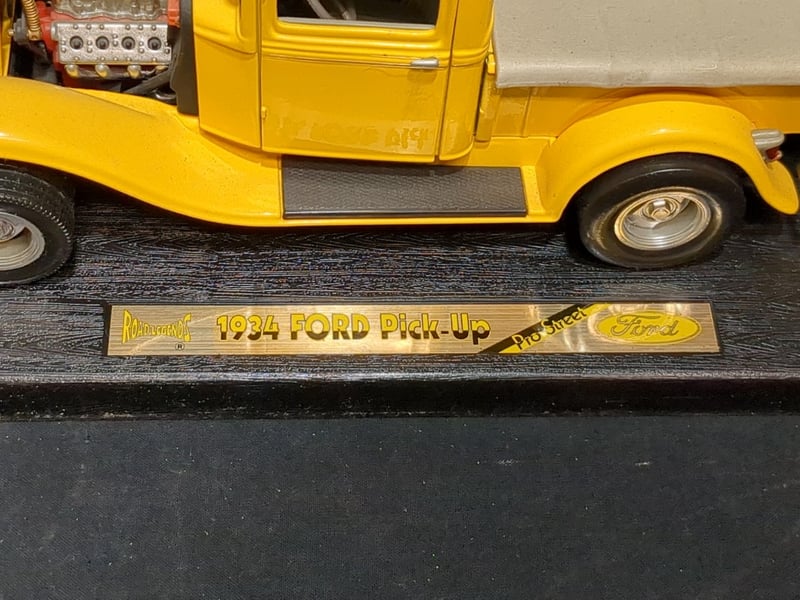 ROAD LEGENDS ®
1934 FORD Pick-Up
Pro Street
Ford